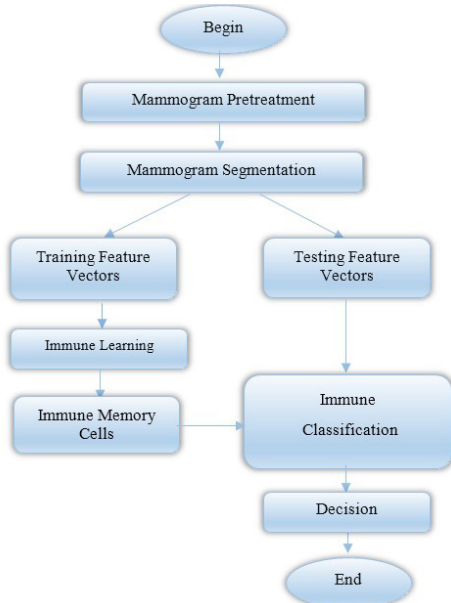 Begin
Mammogram Pretreatment
Mammogram Segmentation
Training Feature
Vectors
Testing Feature
Vectors
Immune Learning
Immune Memory
Cells
Immune
Classification
Decision
End